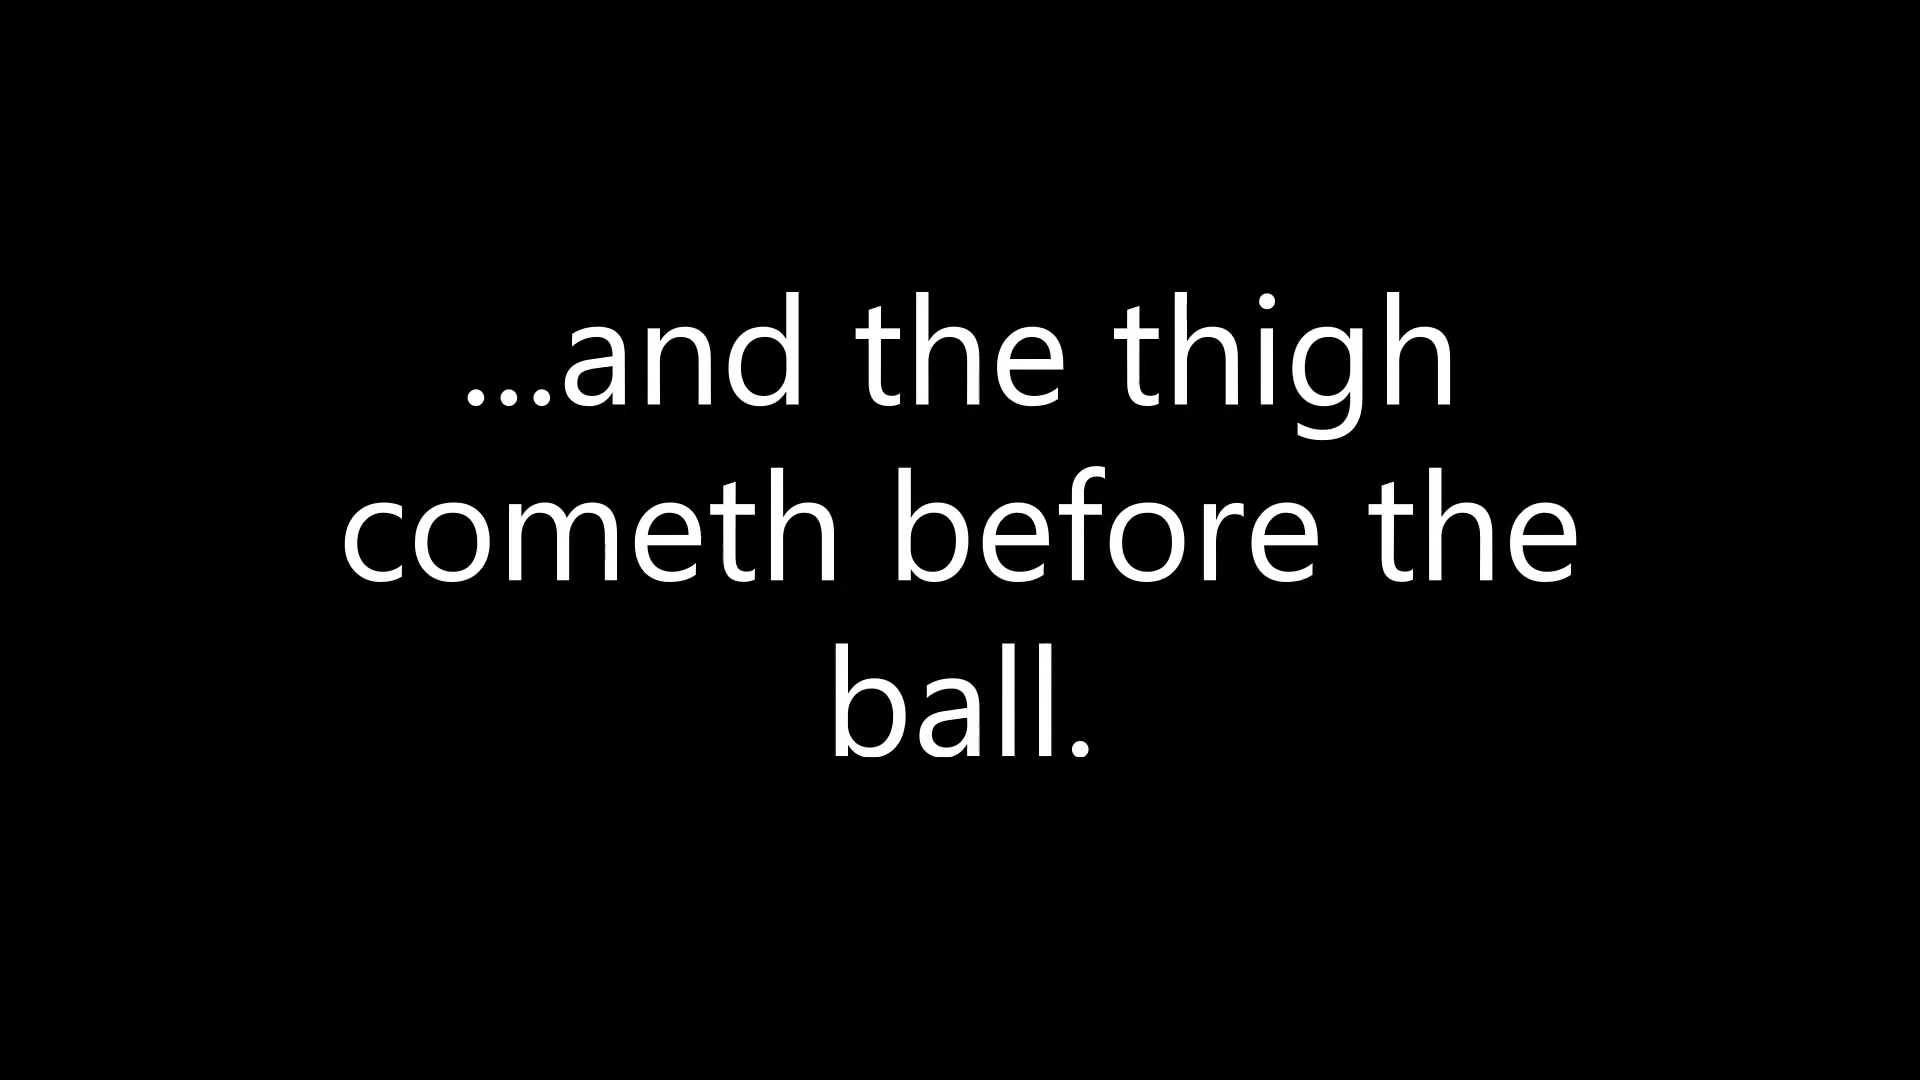 ...and the thigh
cometh before the
ball.